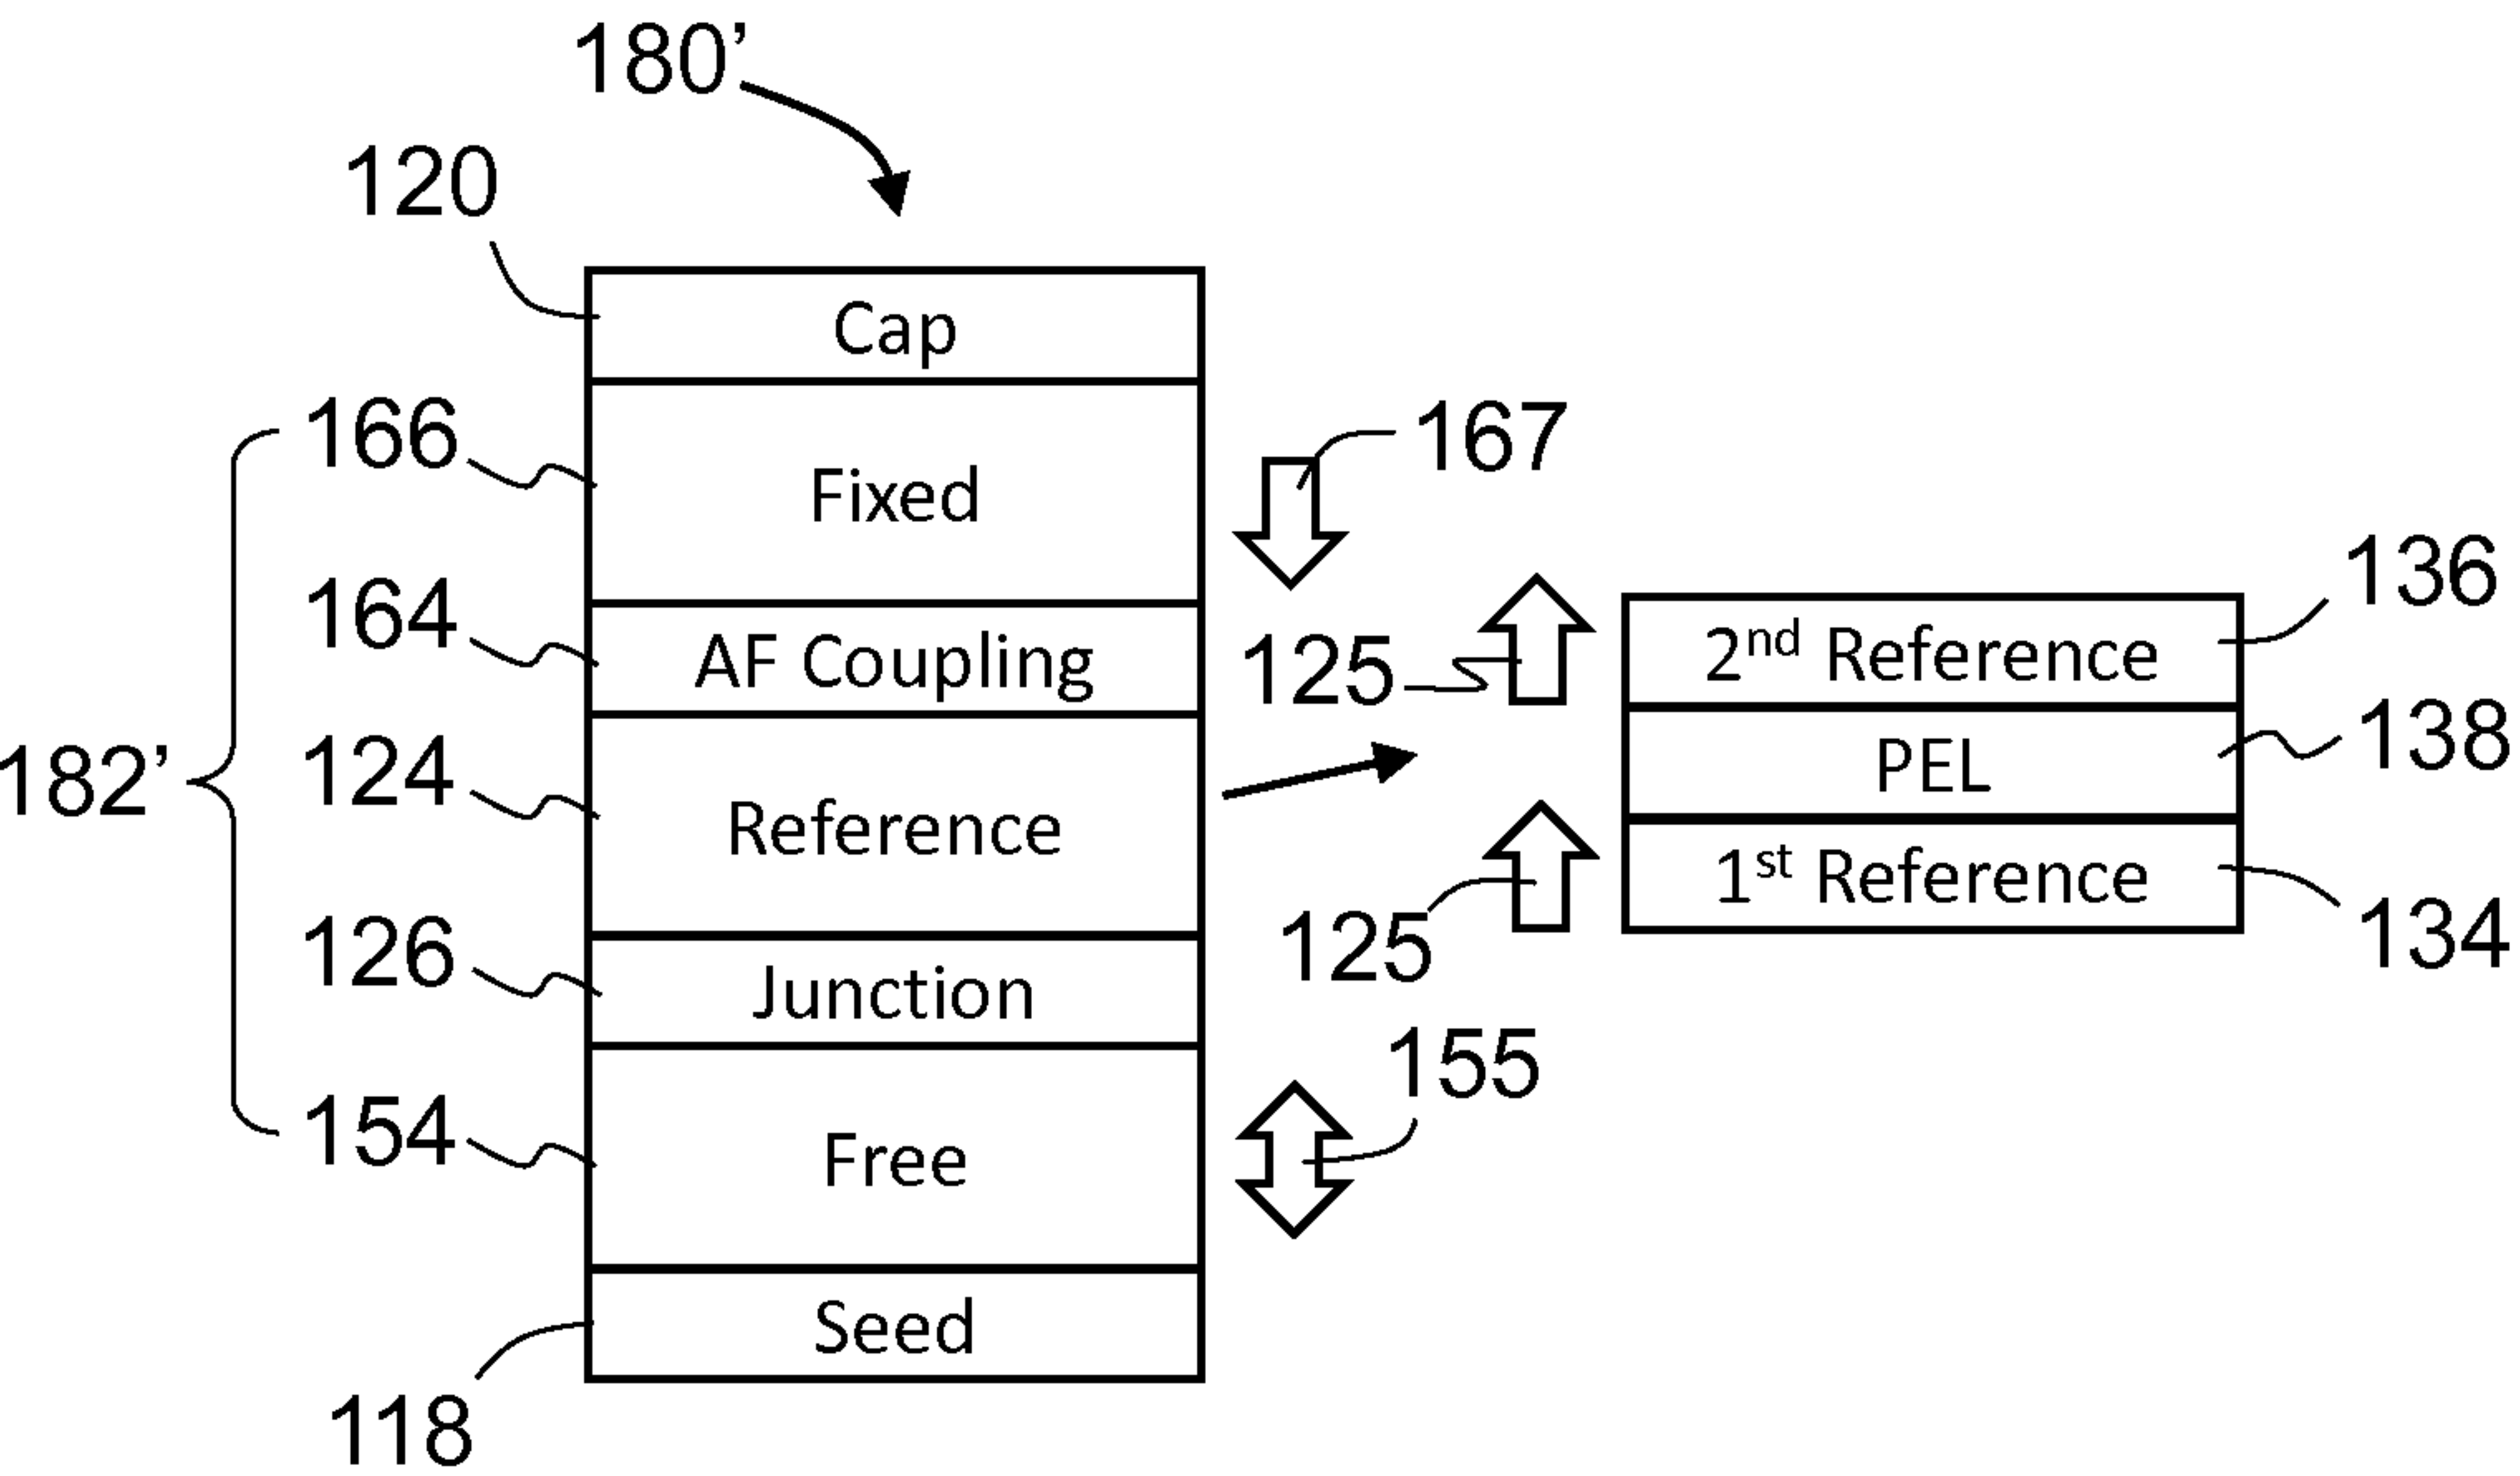 180’
120
Cap
166
Fixed
167
164
AF Coupling
125
2nd Reference
136
182’
124
Reference
PEL
138
125
1st Reference
134
126
Junction
155
154
Free
Seed
118